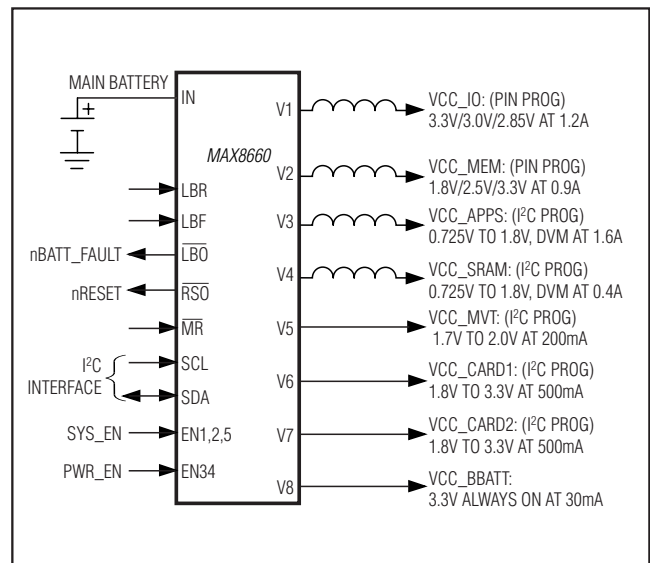 MAIN BATTERY
+
IN
MAX8660
LBR
LBF
nBATT_FAULT
LBO
nRESET
RSO
MR
I²C
INTERFACE
SCL
SDA
SYS_EN
EN1,2,5
PWR_EN
EN34
V1
VCC_IO: (PIN PROG)
3.3V/3.0V/2.85V AT 1.2A
V2
VCC_MEM: (PIN PROG)
1.8V/2.5V/3.3V AT 0.9A
V3
VCC_APPS: (I²C PROG)
0.725V TO 1.8V, DVM AT 1.6A
V4
VCC_SRAM: (I²C PROG)
0.725V TO 1.8V, DVM AT 0.4A
V5
VCC_MVT: (I²C PROG)
1.7V TO 2.0V AT 200mA
V6
VCC_CARD1: (I²C PROG)
1.8V TO 3.3V AT 500mA
V7
VCC_CARD2: (I²C PROG)
1.8V TO 3.3V AT 500mA
V8
VCC_BBATT:
3.3V ALWAYS ON AT 30mA